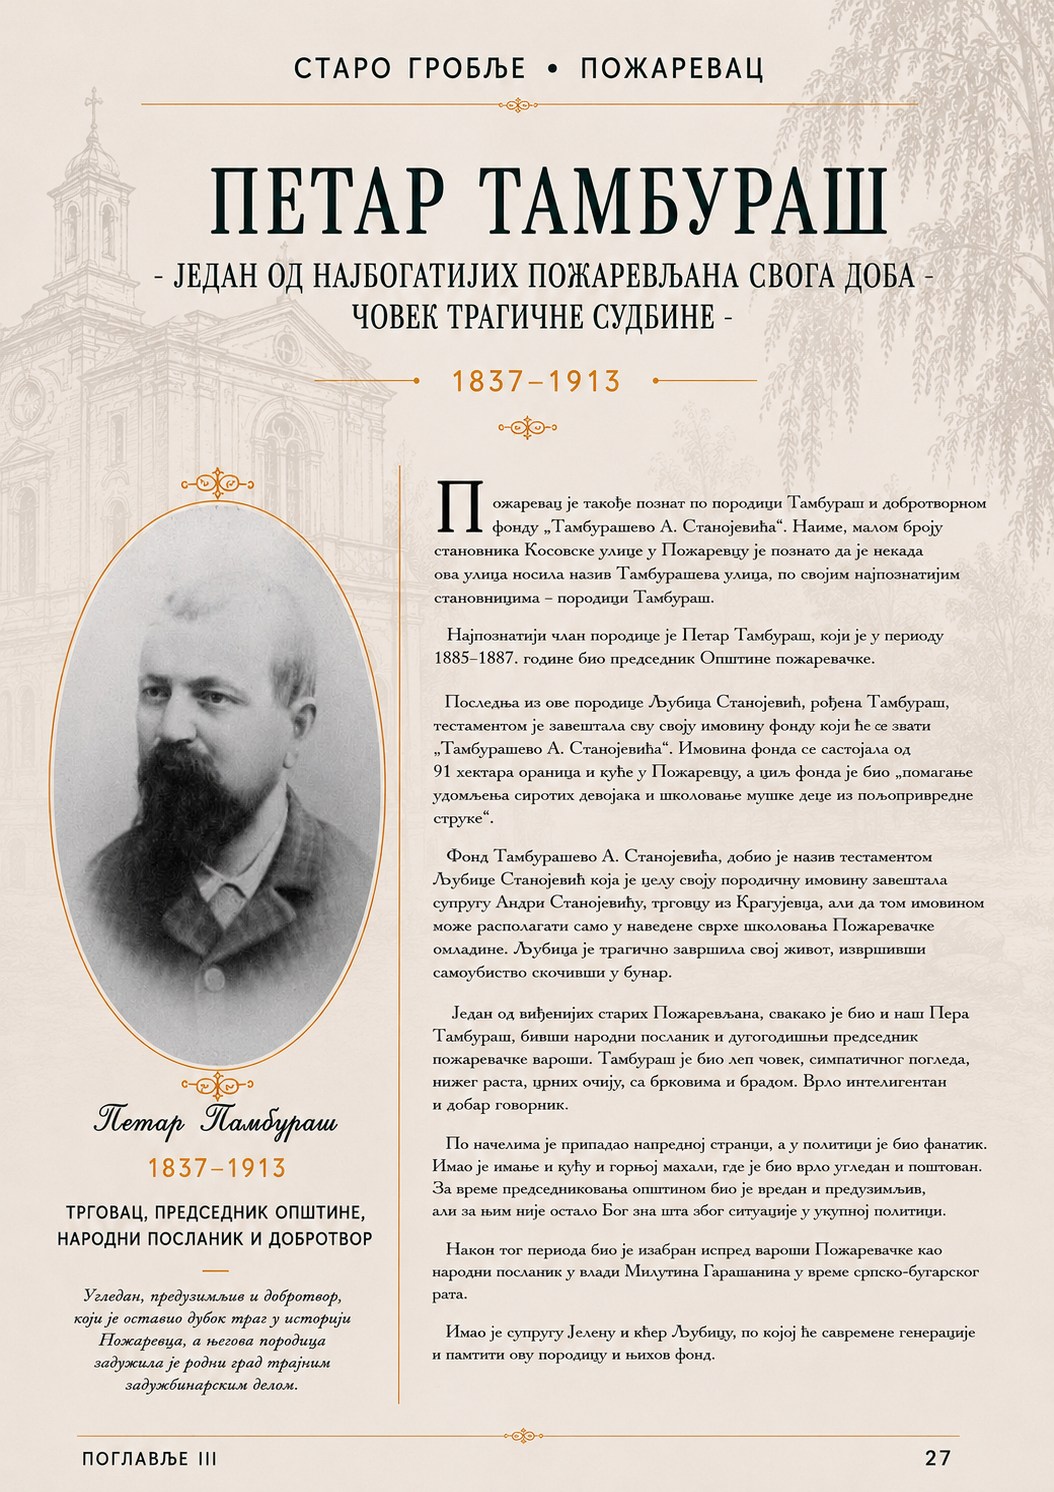 СТАРО ГРОБЉЕ • ПОЖАРЕВАЦ
ПЕТАР ТАМБУРАШ
- ЈЕДАН ОД НАЈБОГАТИЈИХ ПОЖАРЕВЉАНА СВОГА ДОБА -
ЧОВЕК ТРАГИЧНЕ СУДБИНЕ -
1837–1913
Пожаревац је такође познат по породици Тамбураш и добротворном
фонду „Тамбурашево А. Станојевића“. Наиме, малом броју
становника Косовске улице у Пожаревцу је познато да је некада
ова улица носила назив Тамбурашева улица, по својим најпознатијим
становницима – породици Тамбураш.
Најпознатији члан породице је Петар Тамбураш, који је у периоду
1885–1887. године био председник Општине пожаревачке.
Последња из ове породице Љубица Станојевић, рођена Тамбураш,
тестаментом је завештала сву своју имовину фонду који ће се звати
„Тамбурашево А. Станојевића“. Имовина фонда се састојала од
91 хектара ораница и куће у Пожаревцу, а циљ фонда је био „помагање
удомљења сиротих девојака и школовање мушке деце из пољопривредне
струке“.
Фонд Тамбурашево А. Станојевића, добио је назив тестаментом
Љубице Станојевић која је целу своју породичну имовину завештала
супругу Андри Станојевићу, трговцу из Крагујевца, али да том имовином
може располагати само у наведене сврхе школовања Пожаревачке
омладине. Љубица је трагично завршила свој живот, извршивши
самоубиство скочивши у бунар.
Један од виђенијих старих Пожаревљана, свакако је био и наш Пера
Тамбураш, бивши народни посланик и дугогодишњи председник
пожаревачке вароши. Тамбураш је био леп човек, симпатичног погледа,
нижег раста, црних очију, са брковима и брадом. Врло интелигентан
и добар говорник.
По начелима је припадао напредној странци, а у политици је био фанатик.
Имао је имање и кућу и горњој махали, где је био врло угледан и поштован.
За време председниковања општином био је вредан и предузимљив,
али за њим није остало Бог зна шта због ситуације у укупној политици.
Након тог периода био је изабран испред вароши Пожаревачке као
народни посланик у влади Милутина Гарашанина у време српско-бугарског
рата.
Имао је супругу Јелену и кћер Љубицу, по којој ће савремене генерације
и памтити ову породицу и њихов фонд.
Петар Тамбураш
1837–1913
ТРГОВАЦ, ПРЕДСЕДНИК ОПШТИНЕ,
НАРОДНИ ПОСЛАНИК И ДОБРОТВОР
Угледан, предузимљив и добротвор,
који је оставио дубок траг у историји
Пожаревца, а његова породица
задужила је родни град трајним
задужбинарским делом.
ПОГЛАВЉЕ III
27